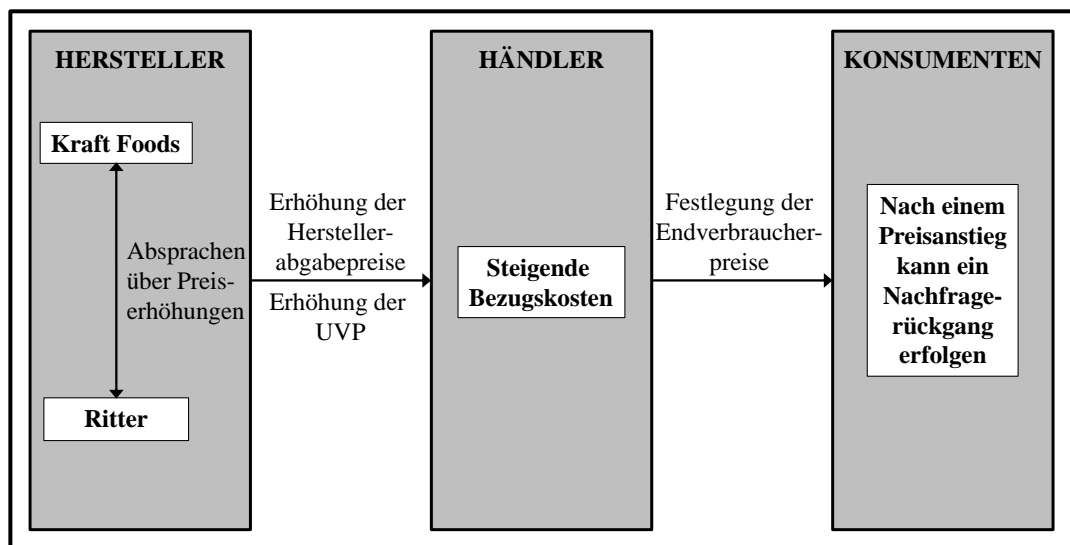 HERSTELLER
Kraft Foods
Absprachen
über Preis-
erhöhungen
Ritter
Erhöhung der
Hersteller-
abgabepreise
Erhöhung der
UVP
HÄNDLER
Steigende
Bezugskosten
Festlegung der
Endverbraucher-
preise
KONSUMENTEN
Nach einem
Preisanstieg
kann ein
Nachfrage-
rückgang
erfolgen